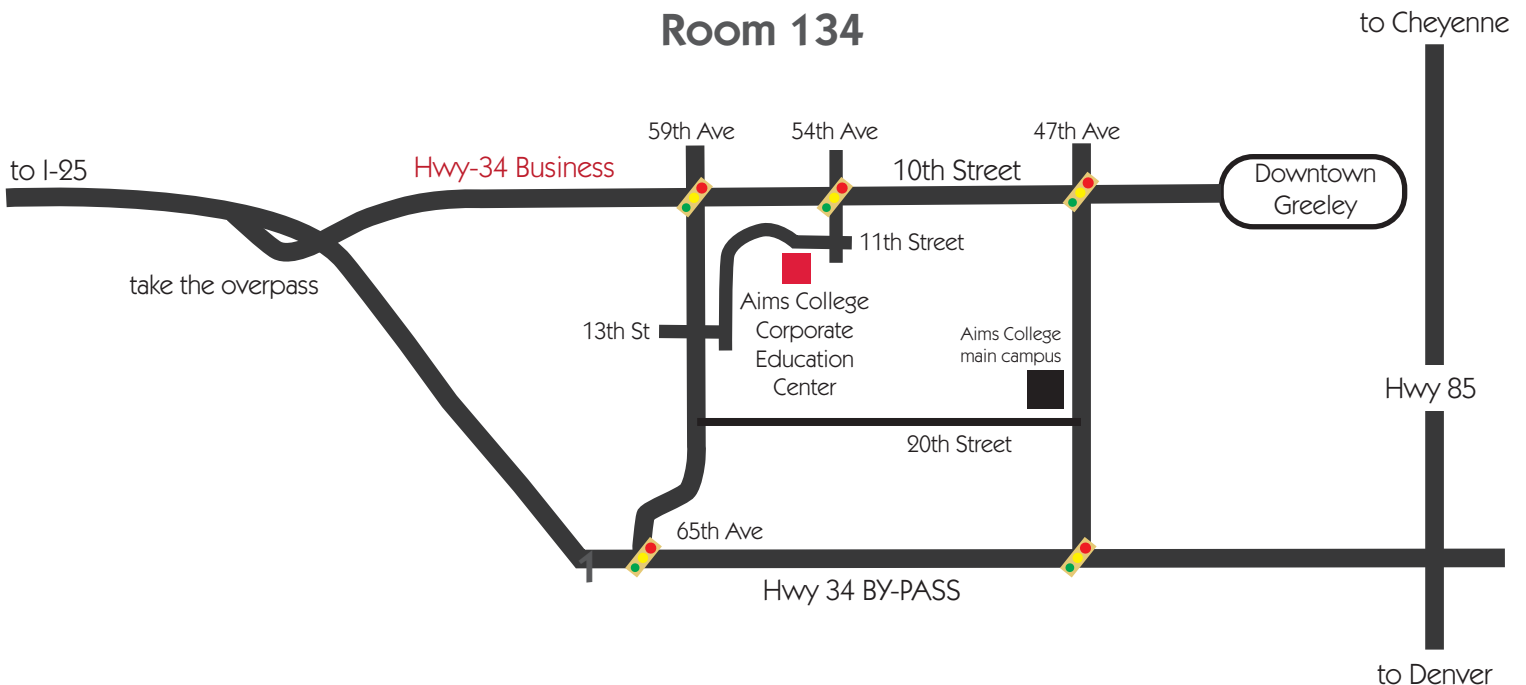 Room 134
to Cheyenne
59th Ave
54th Ave
47th Ave
to I-25
Hwy-34 Business
10th Street
Downtown
Greeley
11th Street
take the overpass
13th St
Aims College
Corporate
Education
Center
Aims College
main campus
Hwy 85
20th Street
65th Ave
1
Hwy 34 BY-PASS
to Denver